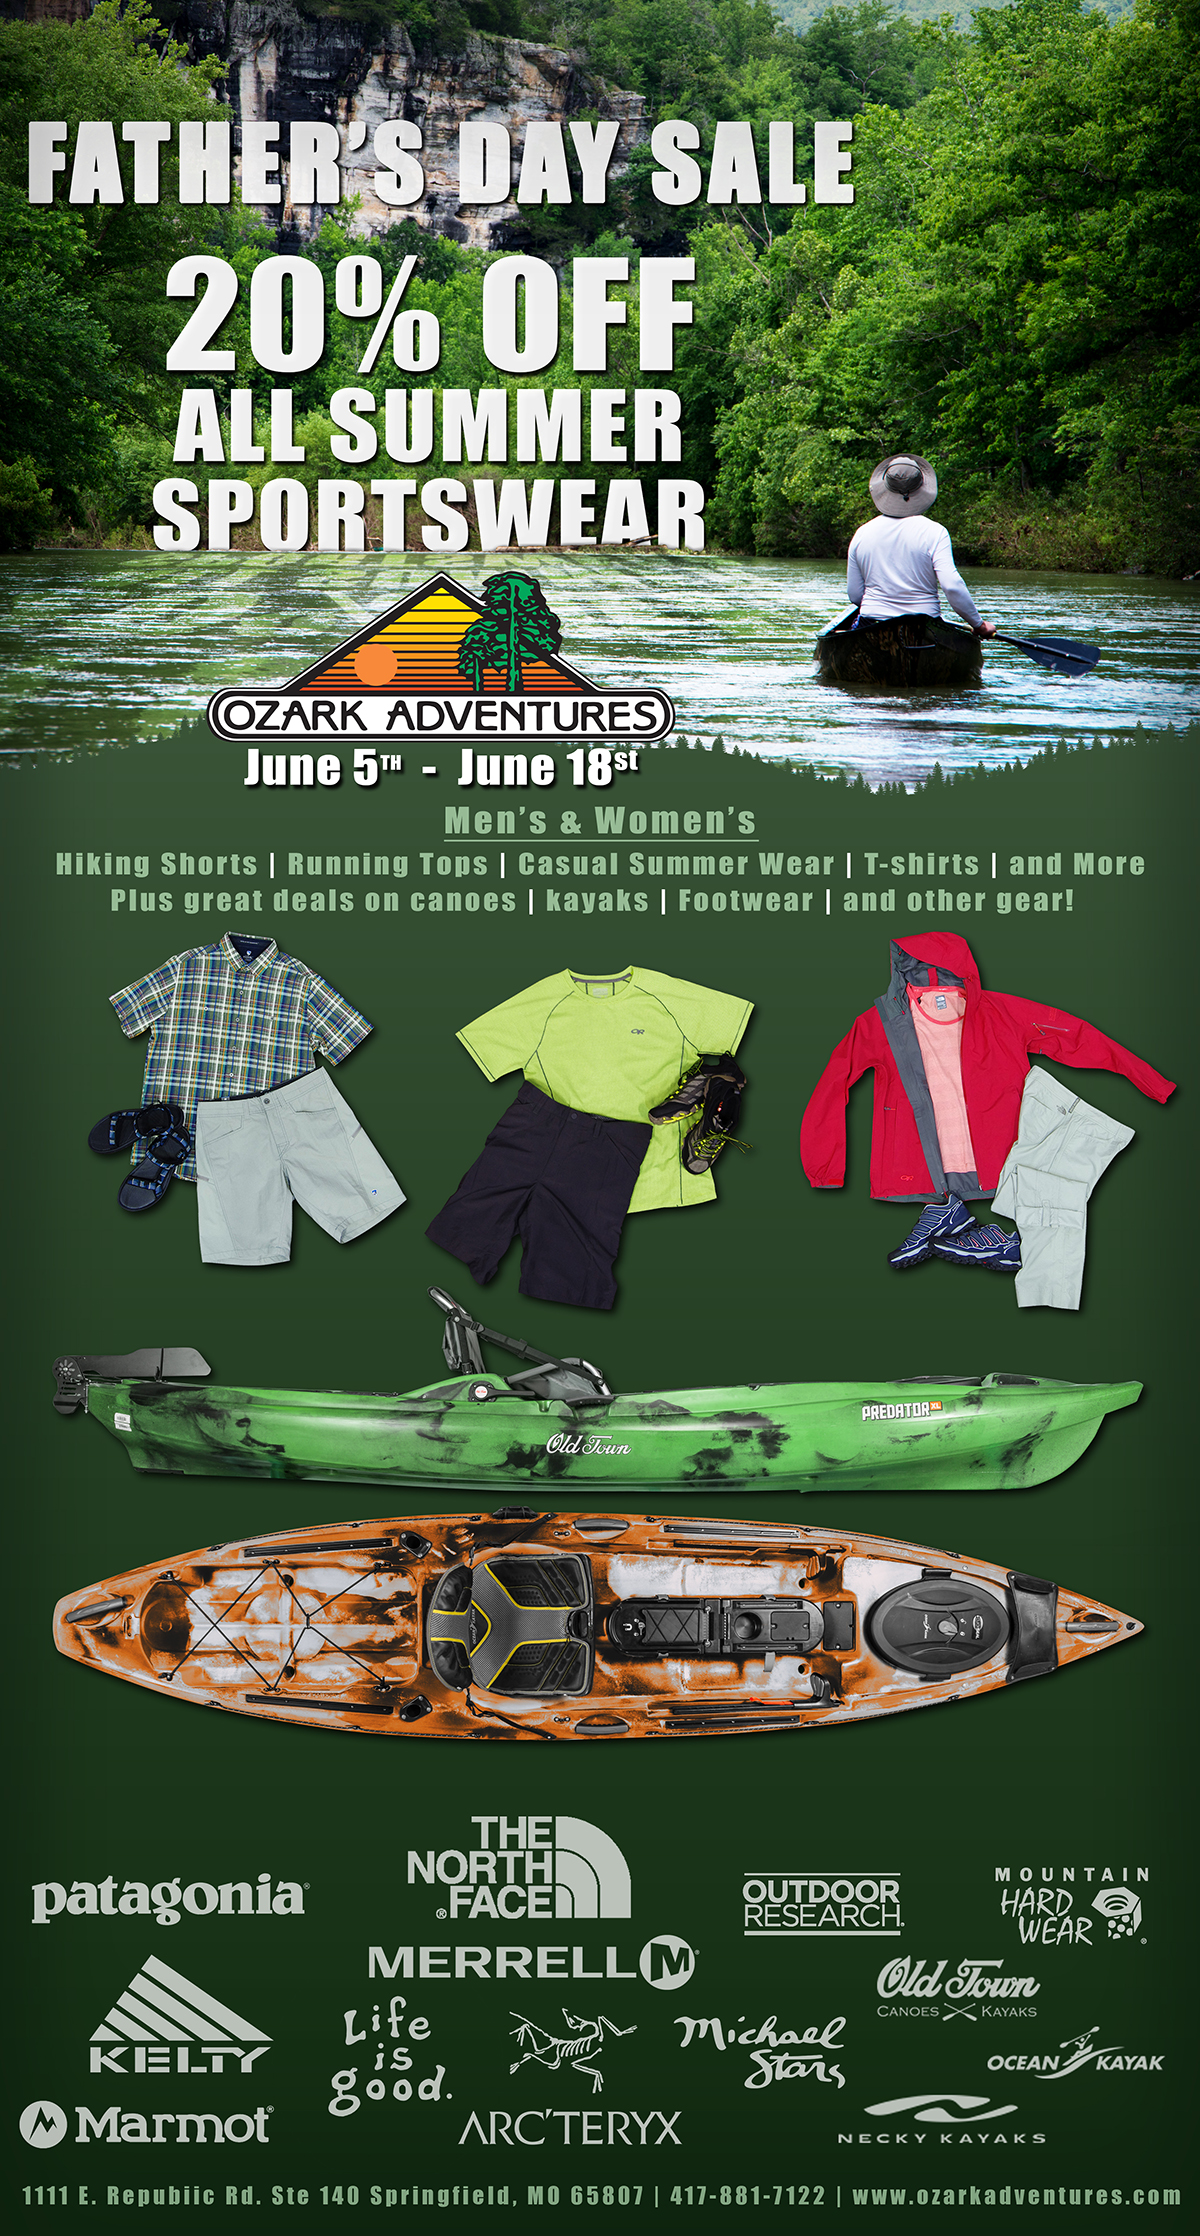 FATHER'S DAY SALE
20% OFF
ALL SUMMER
SPORTSWEAR
OZARK ADVENTURES
June 5TH - June 18st
Men's & Women's
Hiking Shorts | Running Tops | Casual Summer Wear | T-shirts | and More
Plus great deals on canoes | kayaks | Footwear | and other gear!
OR
OR
PREDATOR XL
Old Town
THE
NORTH
FACE®
patagonia®
OUTDOOR
RESEARCH®
MOUNTAIN
HARD
WEAR®
MERRELL M®
Old Town
CANOES KAYAKS
KELTY
Life
is
good.
Michael
Stars
OCEAN KAYAK
Marmot®
ARC'TERYX
NECKY KAYAKS
1111 E. Repubiic Rd. Ste 140 Springfield, MO 65807 | 417-881-7122 | www.ozarkadventures.com